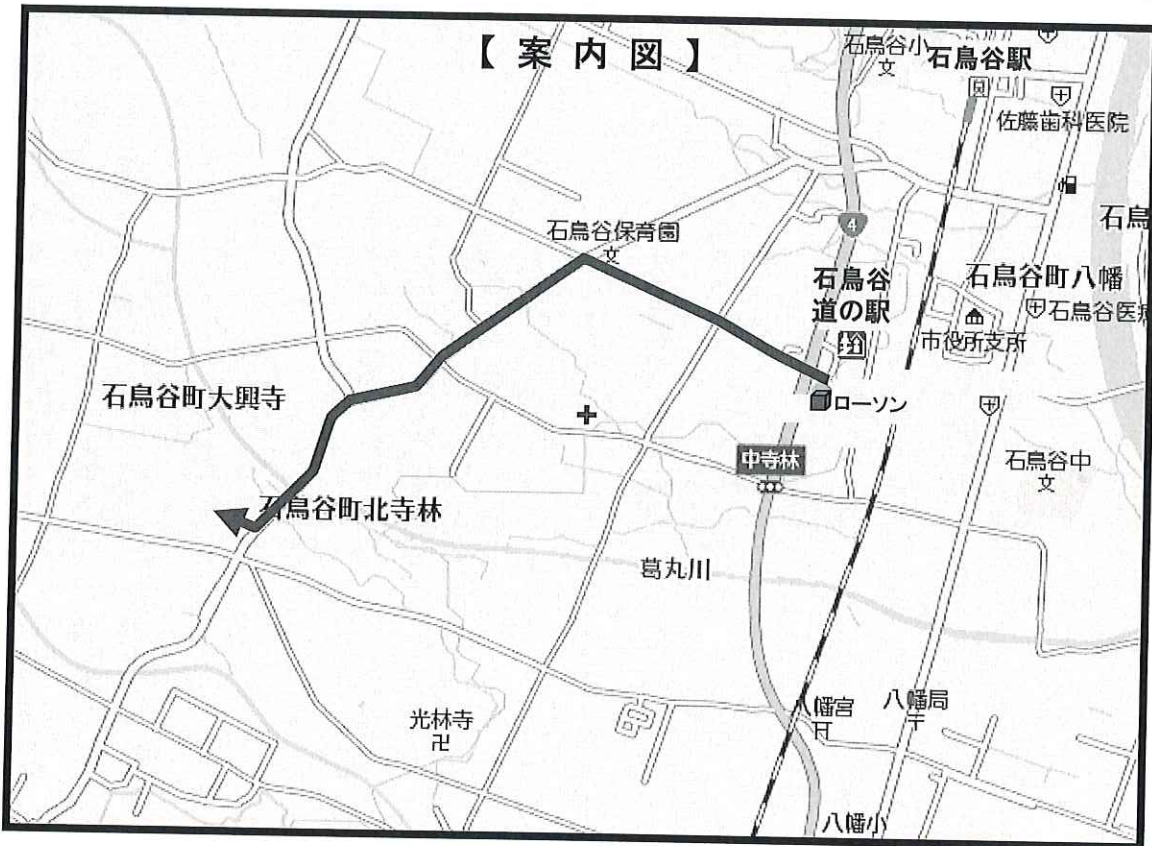 【 案 内 図 】
石鳥谷小
文
石鳥谷駅
佐藤歯科医院
石鳥
石鳥谷保育園
文
4
石鳥谷
道の駅
石鳥谷町八幡
石鳥谷医
市役所支所
ローソン
石鳥谷町大興寺
中寺林
石鳥谷中
文
石鳥谷町北寺林
葛丸川
光林寺
卍
八幡宮
八幡局
〒
八幡小